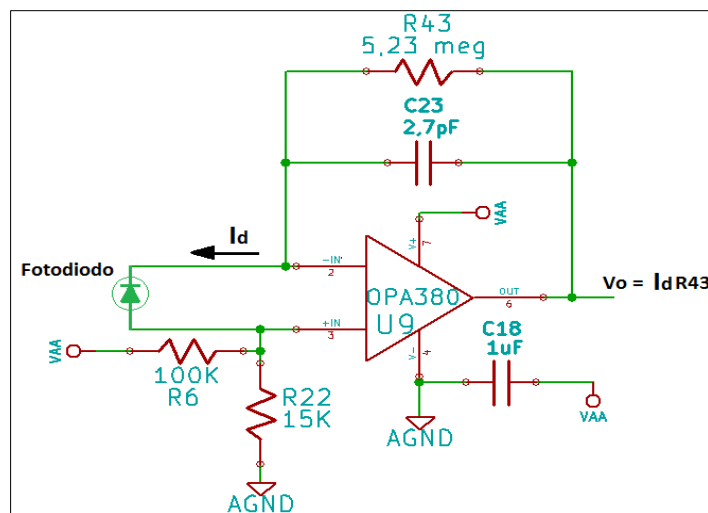 R43
5,23 meg
C23
2,7pF
VAA
Id
V+
7
Fotodiodo
-IN
2
OPA380
OUT
6
Vo = IdR43
+IN
3
U9
C18
1uF
V-
4
VAA
100K
R6
R22
15K
AGND
VAA
AGND